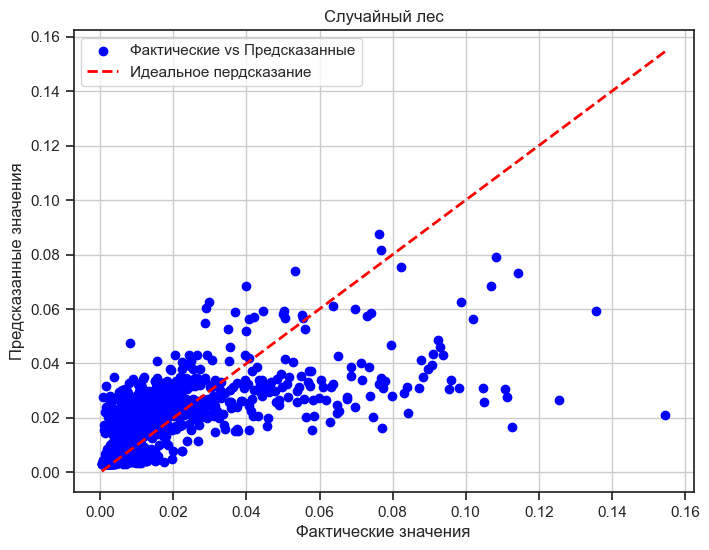 Случайный лес
Фактические vs Предсказанные
Идеальное пердсказание
Предсказанные значения
0.16
0.14
0.12
0.10
0.08
0.06
0.04
0.02
0.00
0.00 0.02 0.04 0.06 0.08 0.10 0.12 0.14 0.16
Фактические значения